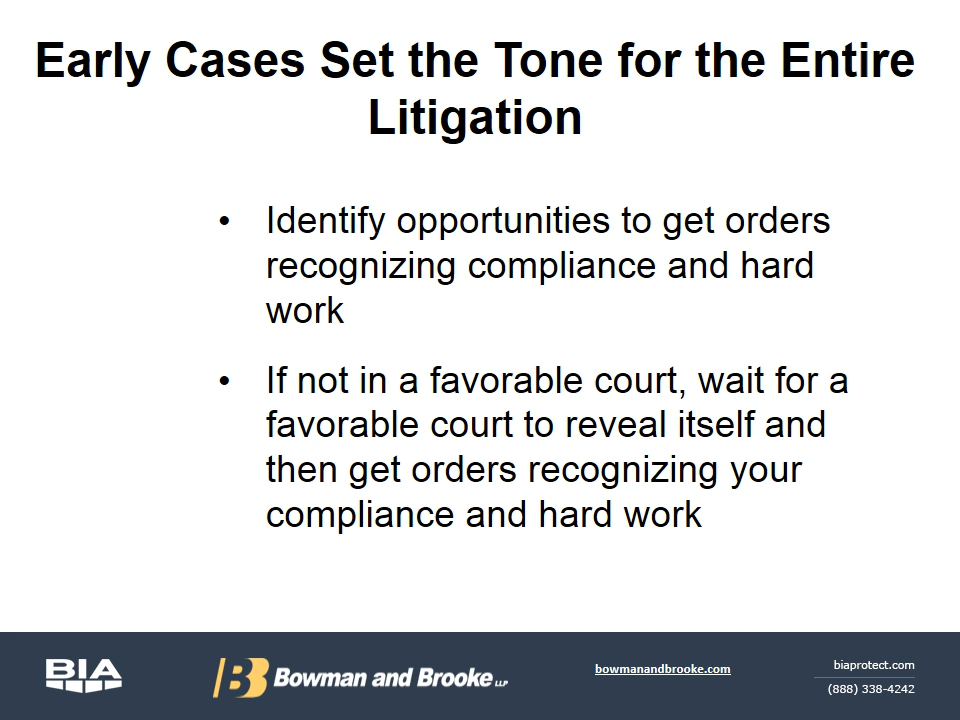 Early Cases Set the Tone for the Entire
Litigation
• Identify opportunities to get orders
recognizing compliance and hard
work
• If not in a favorable court, wait for a
favorable court to reveal itself and
then get orders recognizing your
compliance and hard work
BIA
B Bowman and Brooke LLP
bowmanandbrooke.com
biaprotect.com
(888) 338-4242